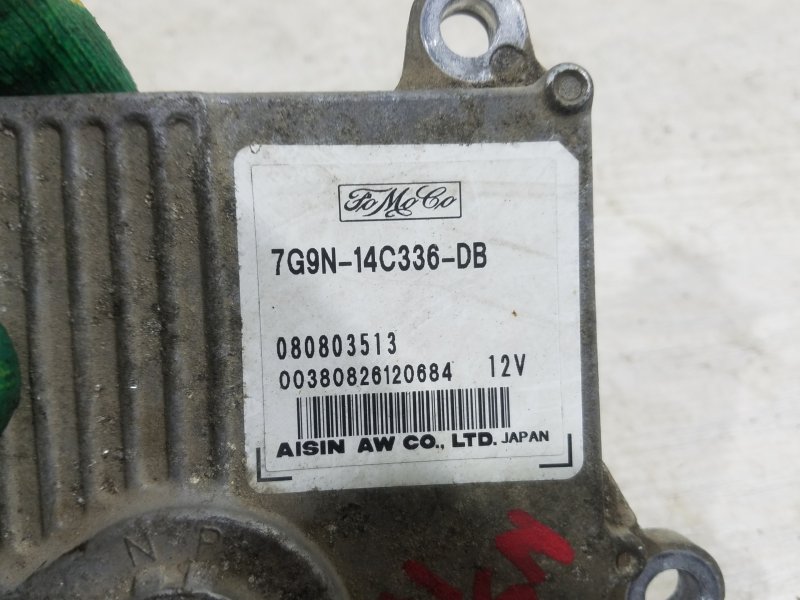 FoMoCo
7G9N-14C336-DB
080803513
00380826120684 12V
AISIN AW CO., LTD. JAPAN
N P